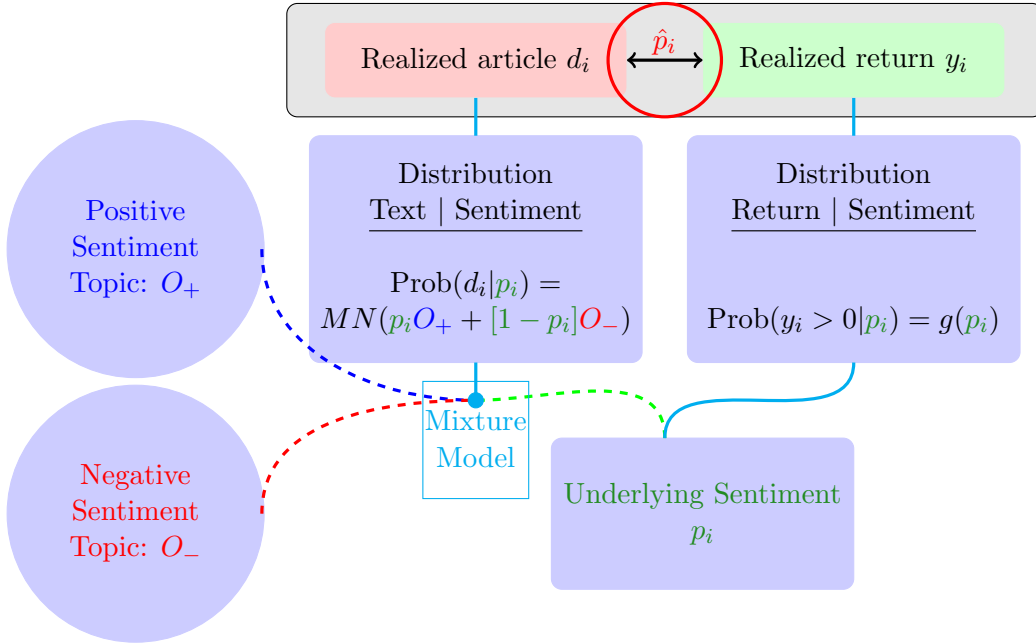 Realized article dᵢ
p̂ᵢ
Realized return yᵢ
Positive
Sentiment
Topic: O₊
Distribution
Text | Sentiment
Prob(dᵢ|pᵢ) =
MN(pᵢO₊ + [1 − pᵢ]O₋)
Distribution
Return | Sentiment
Prob(yᵢ > 0|pᵢ) = g(pᵢ)
Negative
Sentiment
Topic: O₋
Mixture
Model
Underlying Sentiment
pᵢ